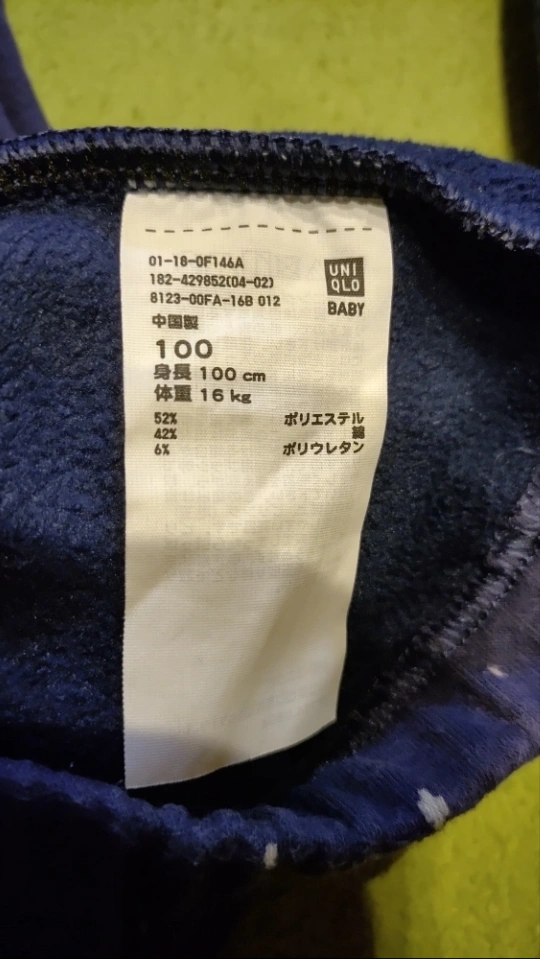 01-18-0F146A
182-429852(04-02)
8123-00FA-16B 012
UNI
QLO
BABY
中国製
100
身長 100 cm
体重 16 kg
52% ポリエステル
42% 綿
6% ポリウレタン